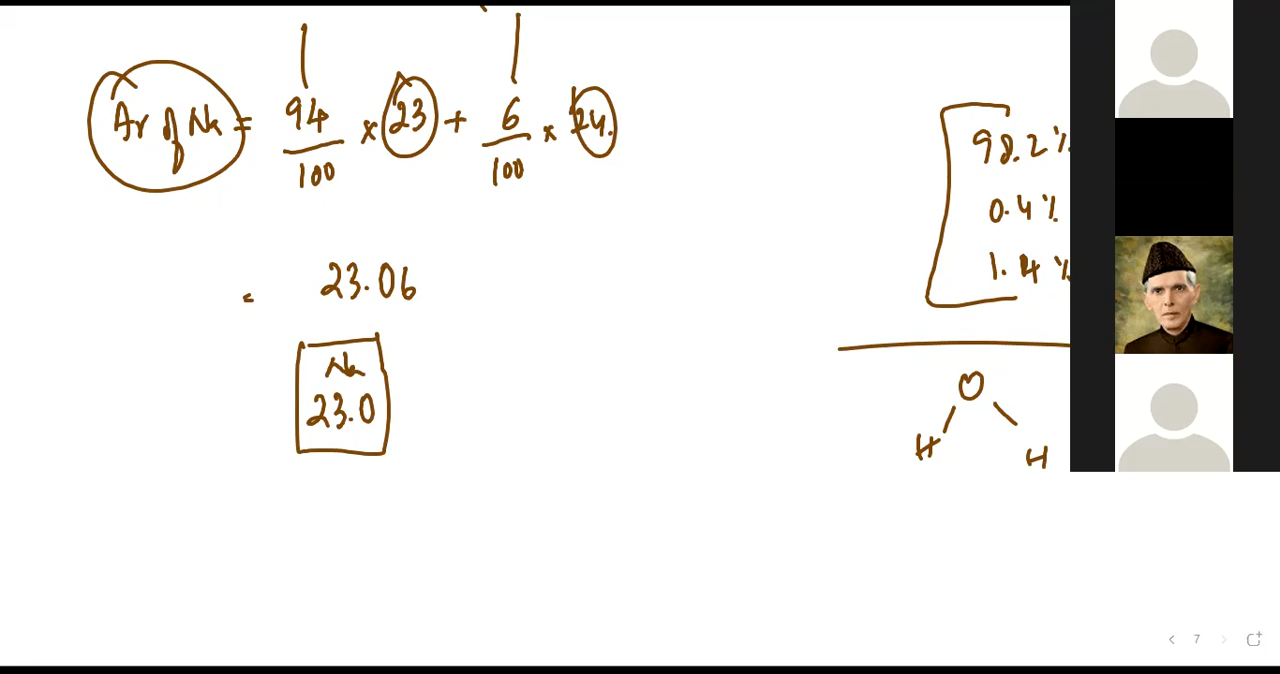 Ar of Na = 94/100 × 23 + 6/100 × 24.
= 23.06
Na
23.0
98.2%
0.4%
1.4%
O
H H
7